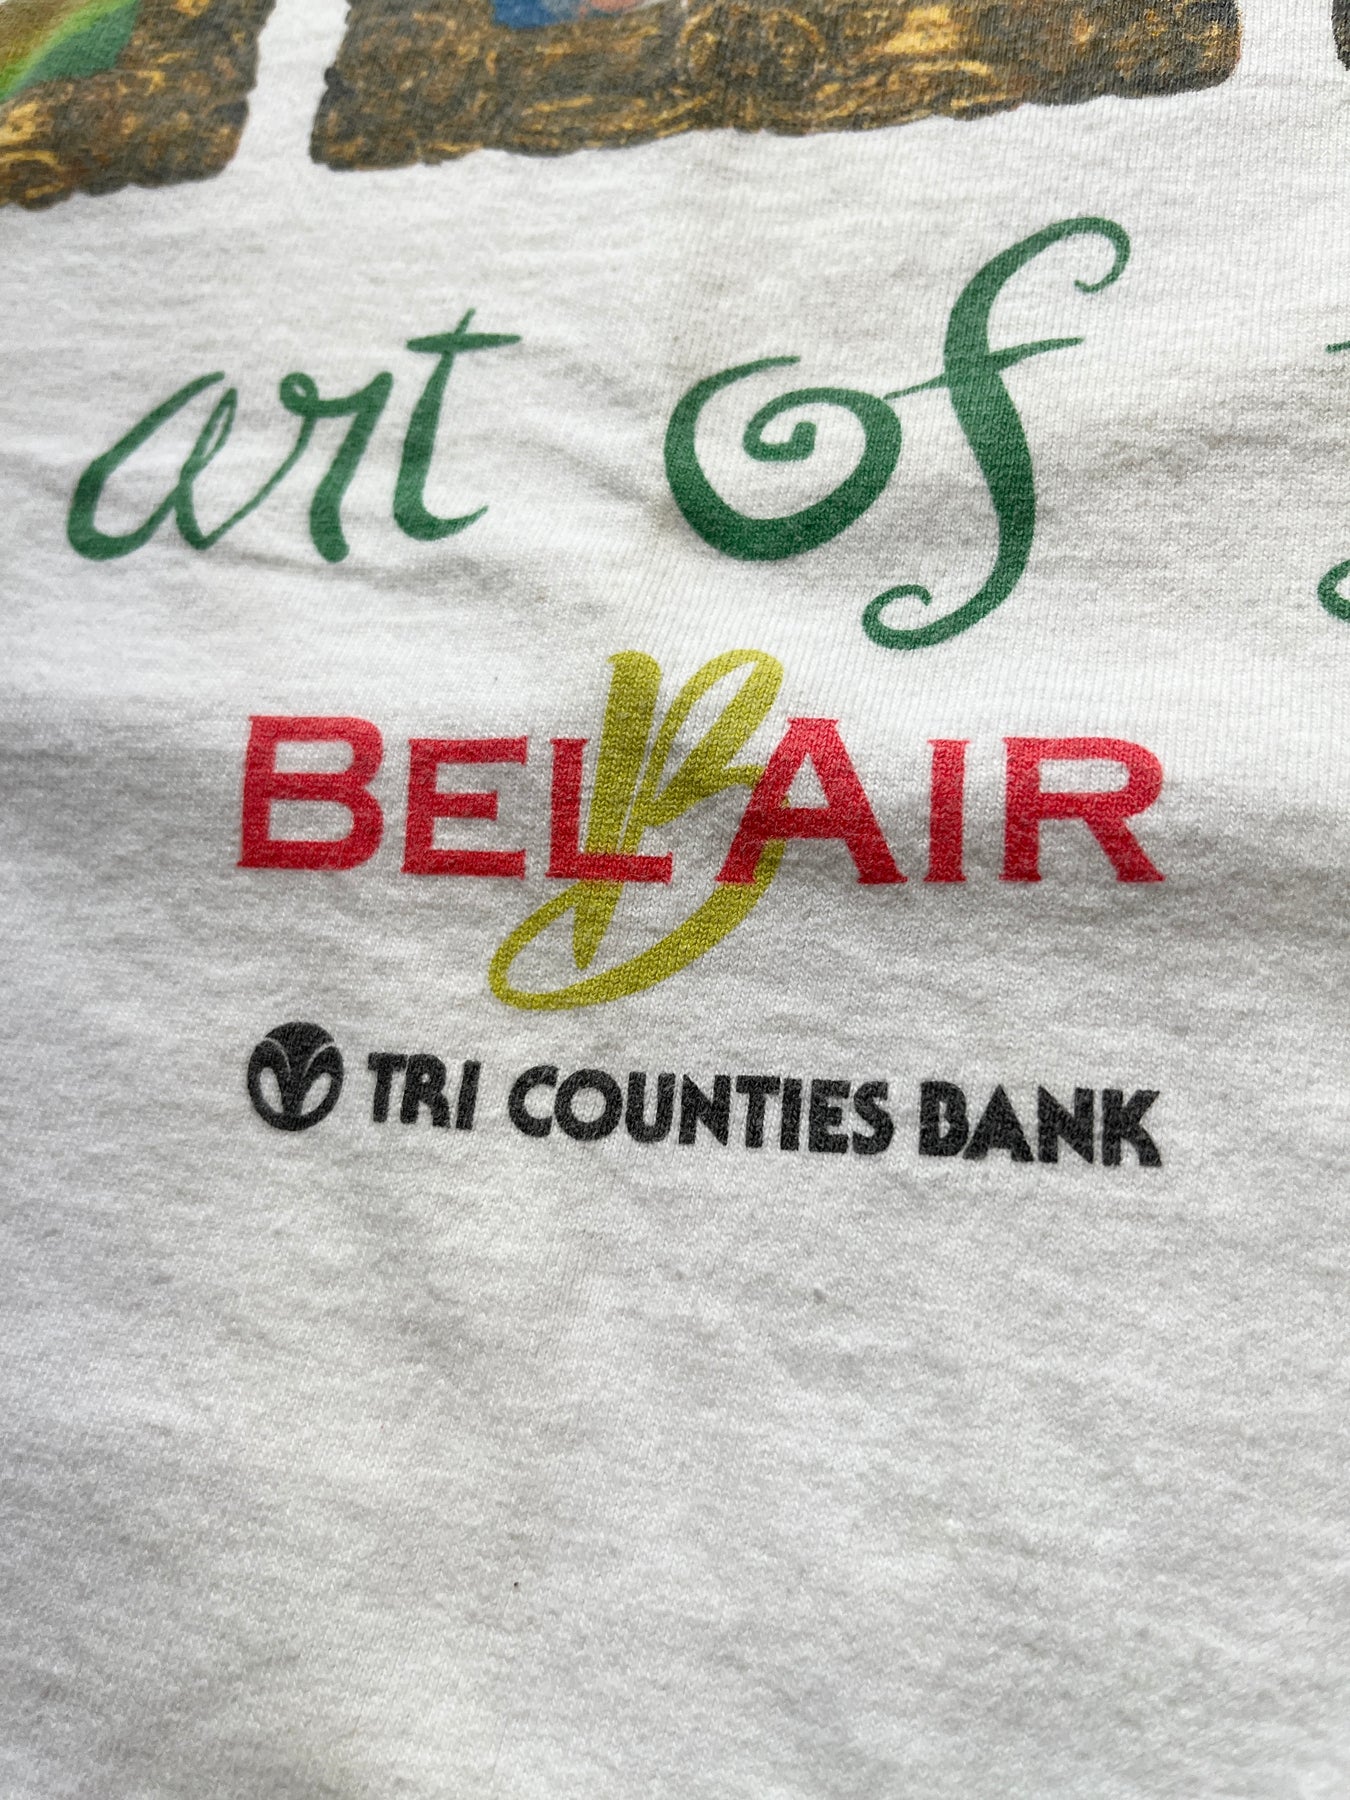 art of
BEL AIR
TRI COUNTIES BANK